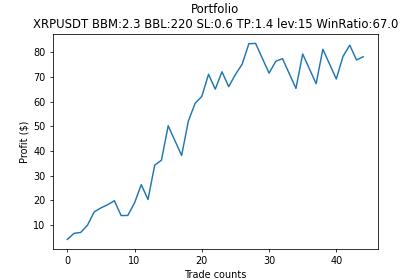 Portfolio
XRPUSDT BBM:2.3 BBL:220 SL:0.6 TP:1.4 lev:15 WinRatio:67.0
80
70
60
50
40
30
20
10
Profit ($)
0 10 20 30 40
Trade counts